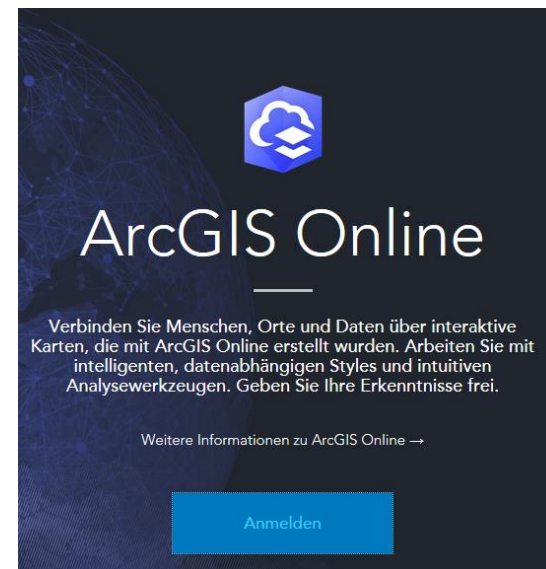 ArcGIS Online
Verbinden Sie Menschen, Orte und Daten über interaktive
Karten, die mit ArcGIS Online erstellt wurden. Arbeiten Sie mit
intelligenten, datenabhängigen Styles und intuitiven
Analysewerkzeugen. Geben Sie Ihre Erkenntnisse frei.
Weitere Informationen zu ArcGIS Online →
Anmelden